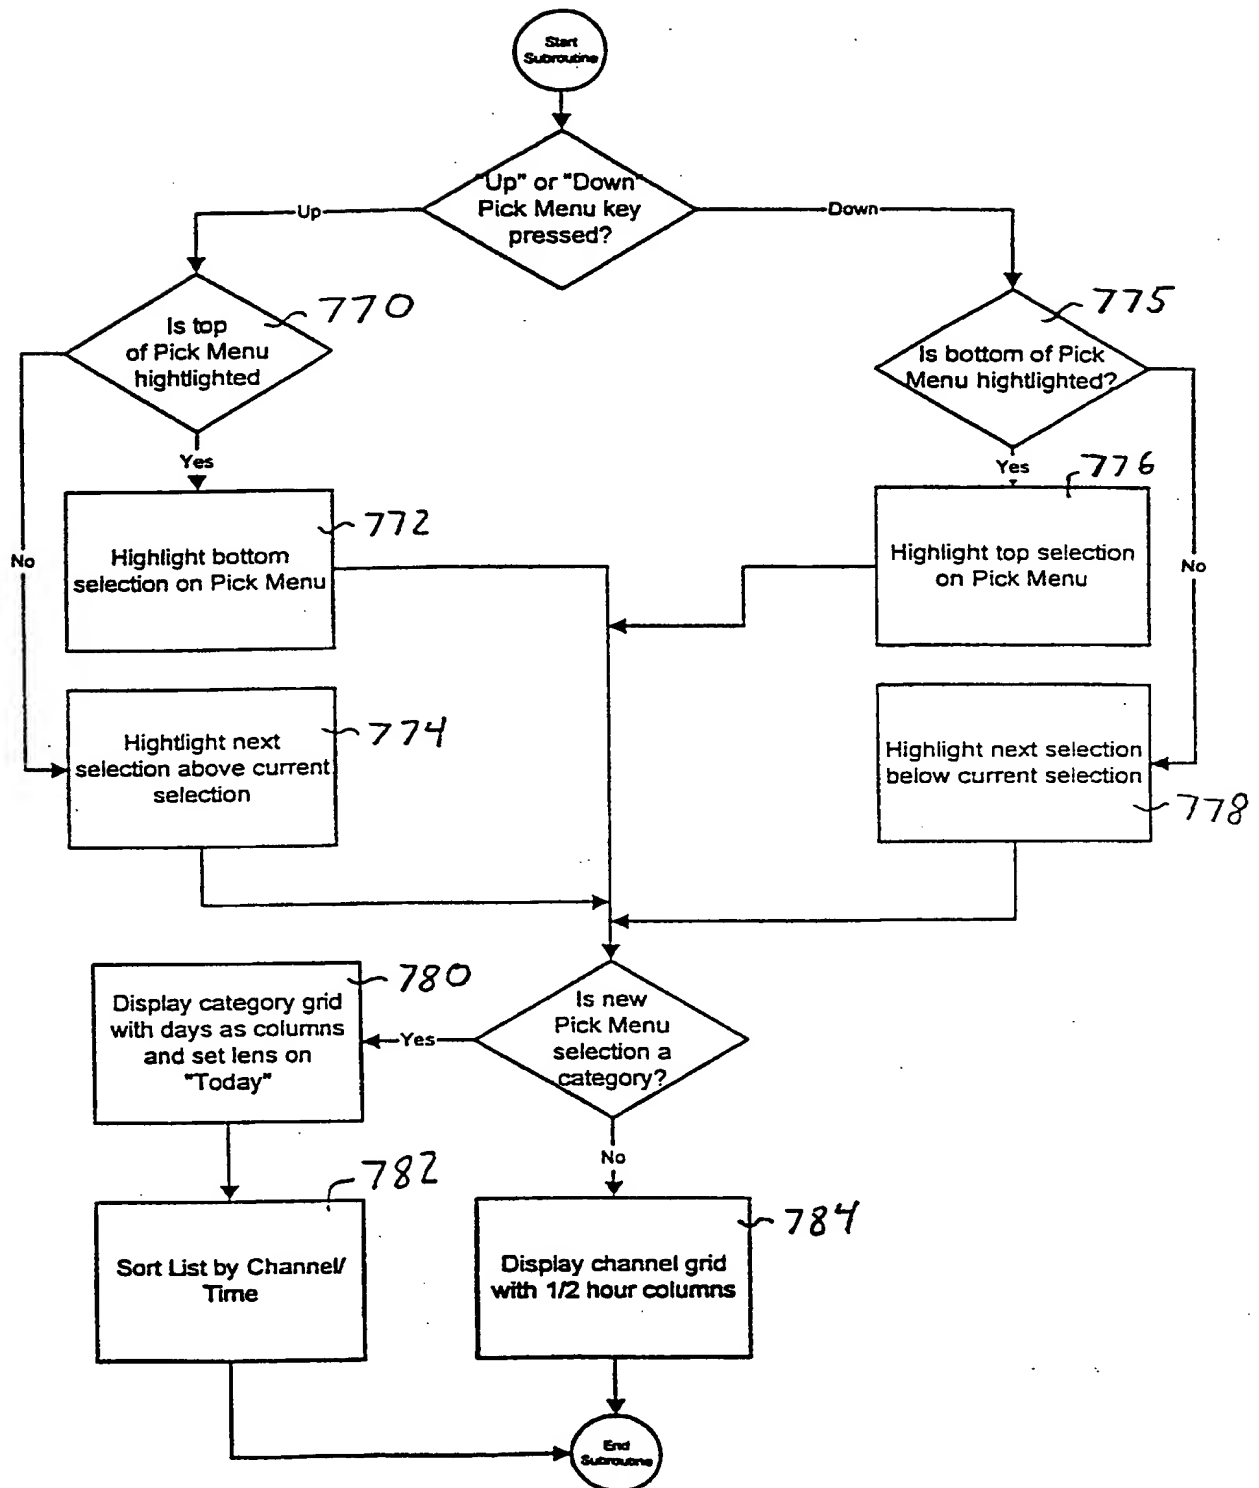 Start
Subroutine
"Up" or "Down"
Pick Menu key
pressed?
Up
Down
770
Is top
of Pick Menu
hightlighted
775
Is bottom of Pick
Menu hightlighted?
Yes
Yes
776
772
Highlight bottom
selection on Pick Menu
Highlight top selection
on Pick Menu
No
No
774
Hightlight next
selection above current
selection
Highlight next selection
below current selection
778
780
Display category grid
with days as columns
and set lens on
"Today"
Yes
Is new
Pick Menu
selection a
category?
No
782
Sort List by Channel/
Time
784
Display channel grid
with 1/2 hour columns
End
Subroutine